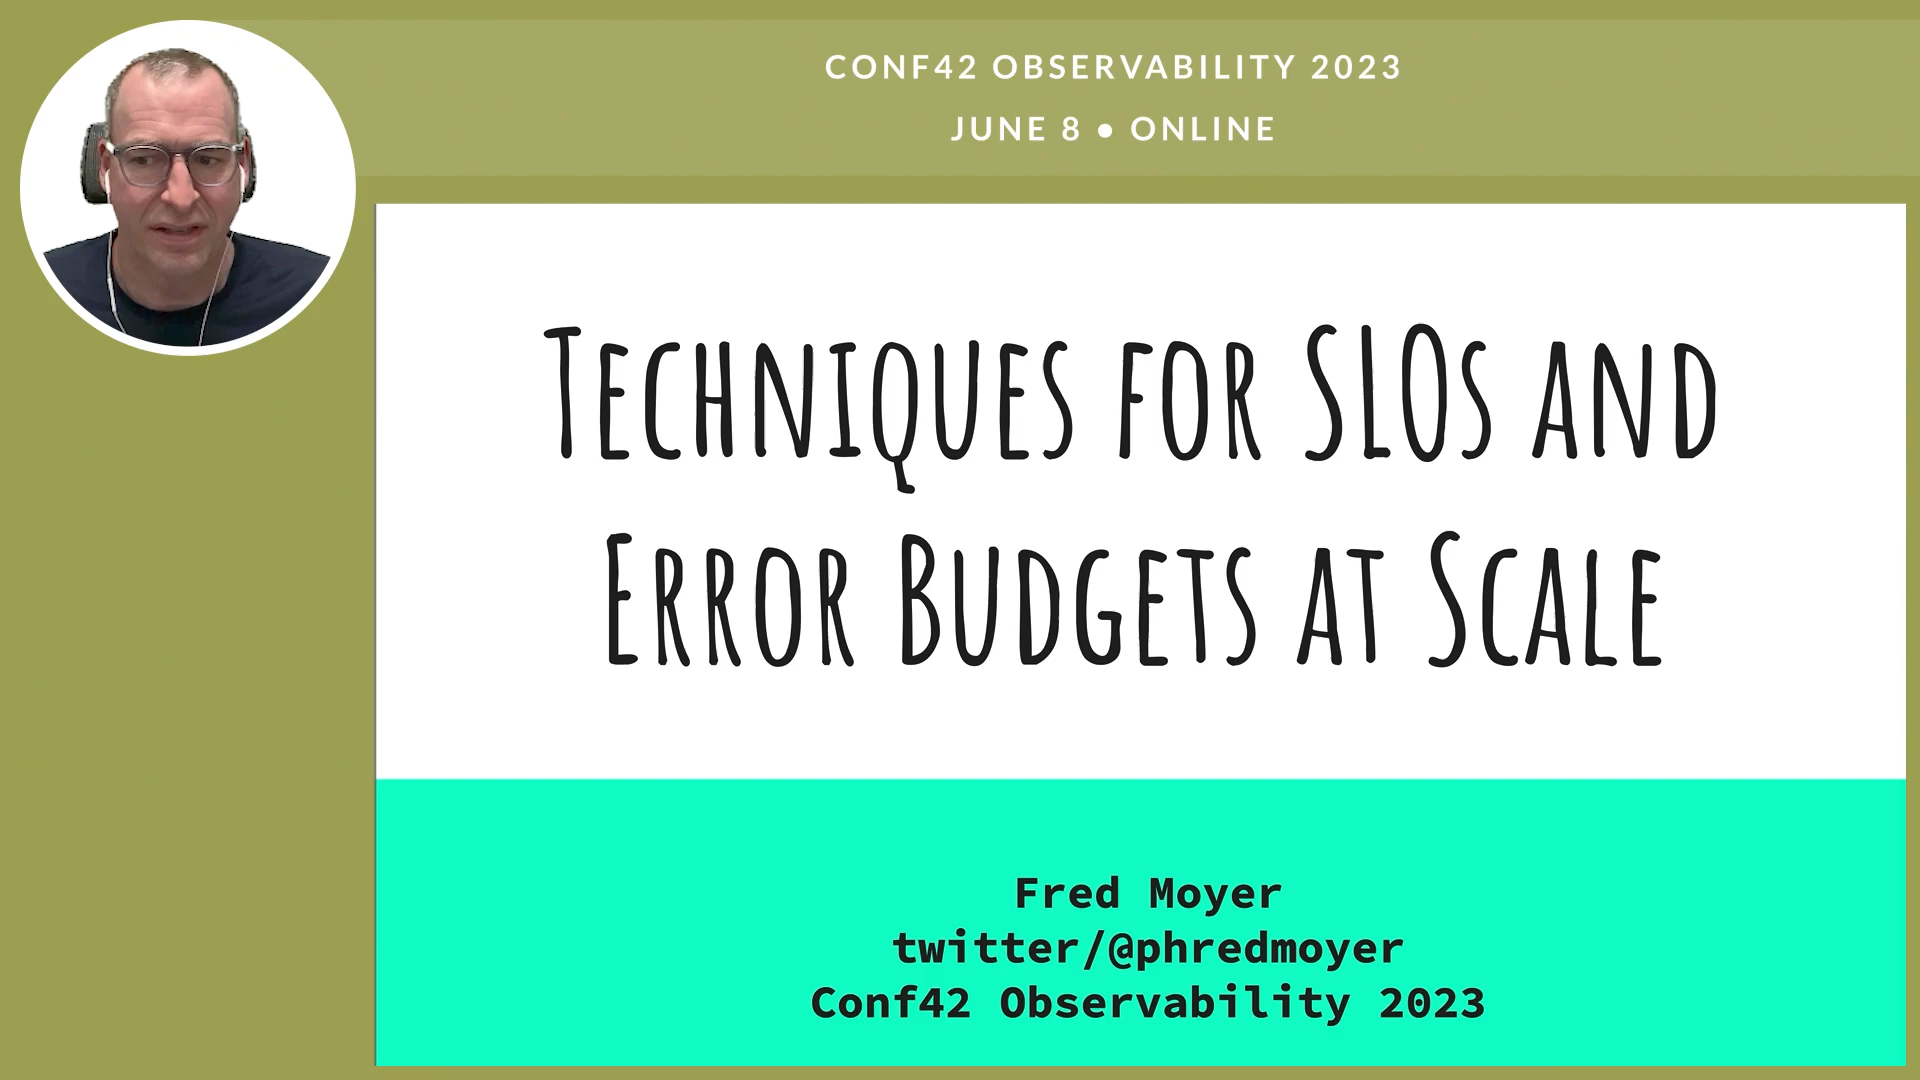 CONF42 OBSERVABILITY 2023
JUNE 8 ● ONLINE
Techniques for SLOs and
Error Budgets at Scale
Fred Moyer
twitter/@phredmoyer
Conf42 Observability 2023